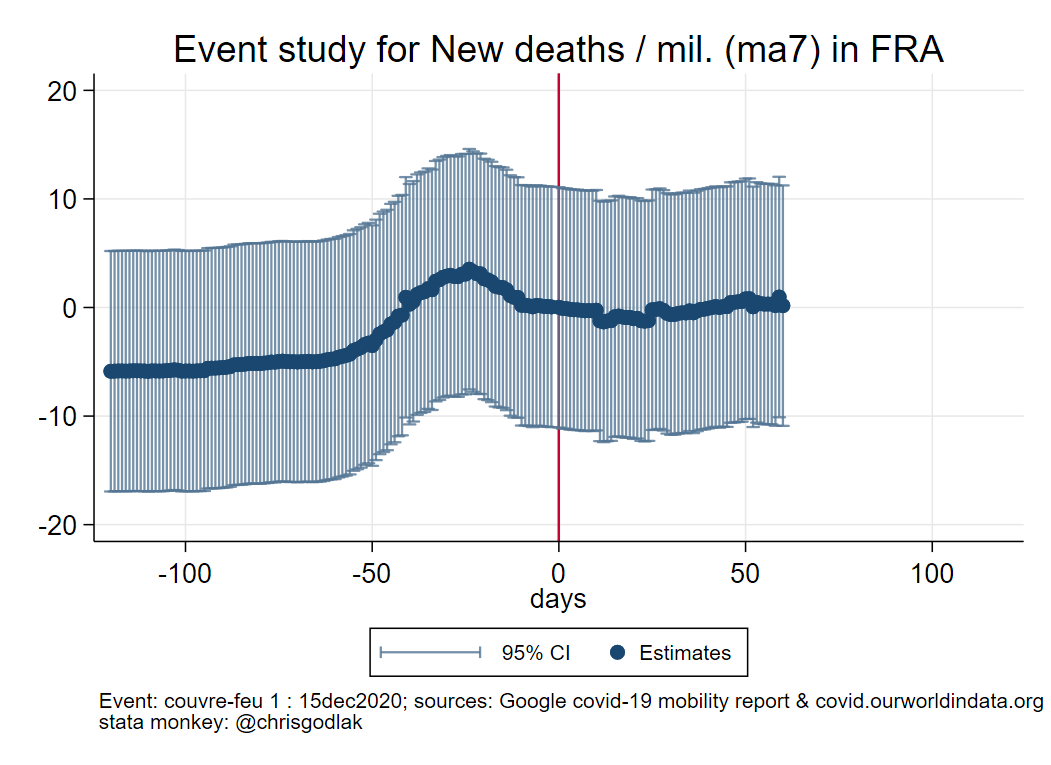 Event study for New deaths / mil. (ma7) in FRA
20
10
0
-10
-20
-100 -50 0 50 100
days
95% CI Estimates
Event: couvre-feu 1 : 15dec2020; sources: Google covid-19 mobility report & covid.ourworldindata.org
stata monkey: @chrisgodlak